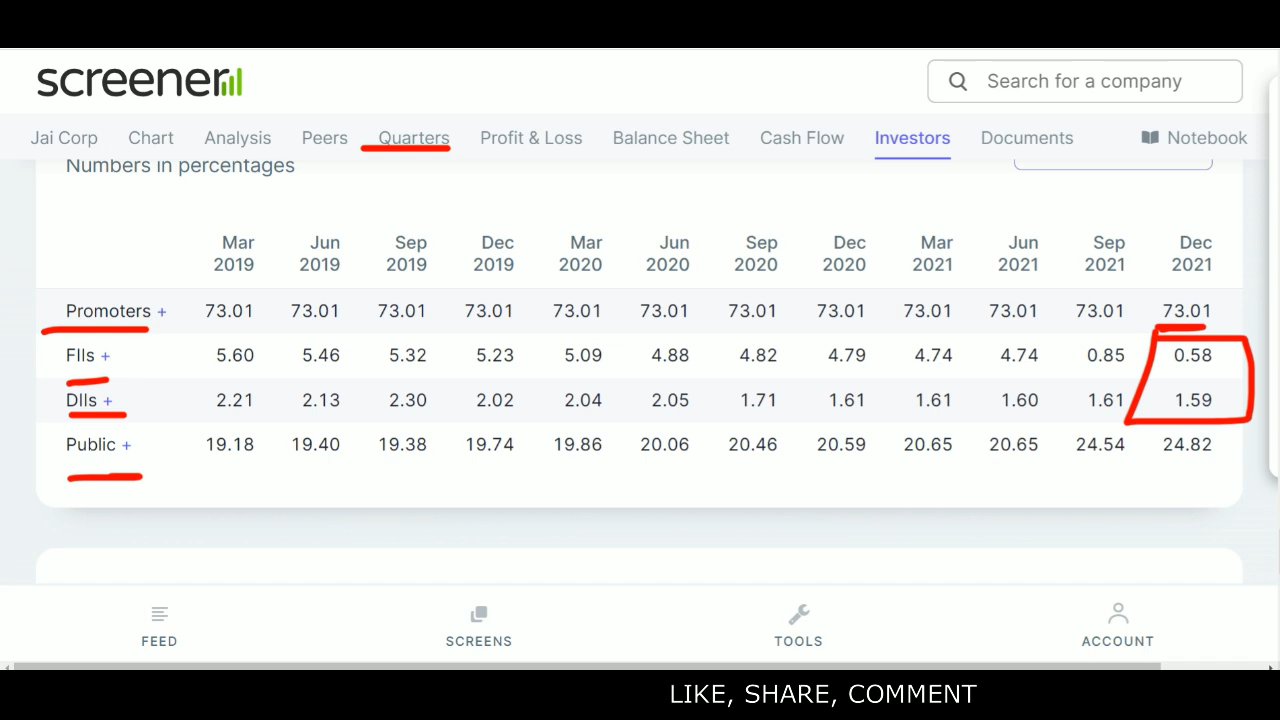 screener
Search for a company
Jai Corp Chart Analysis Peers Quarters Profit & Loss Balance Sheet Cash Flow Investors Documents Notebook
Numbers in percentages
Mar 2019 Jun 2019 Sep 2019 Dec 2019 Mar 2020 Jun 2020 Sep 2020 Dec 2020 Mar 2021 Jun 2021 Sep 2021 Dec 2021
Promoters + 73.01 73.01 73.01 73.01 73.01 73.01 73.01 73.01 73.01 73.01 73.01 73.01
FIIs + 5.60 5.46 5.32 5.23 5.09 4.88 4.82 4.79 4.74 4.74 0.85 0.58
DIIs + 2.21 2.13 2.30 2.02 2.04 2.05 1.71 1.61 1.61 1.60 1.61 1.59
Public + 19.18 19.40 19.38 19.74 19.86 20.06 20.46 20.59 20.65 20.65 24.54 24.82
FEED SCREENS TOOLS ACCOUNT
LIKE, SHARE, COMMENT